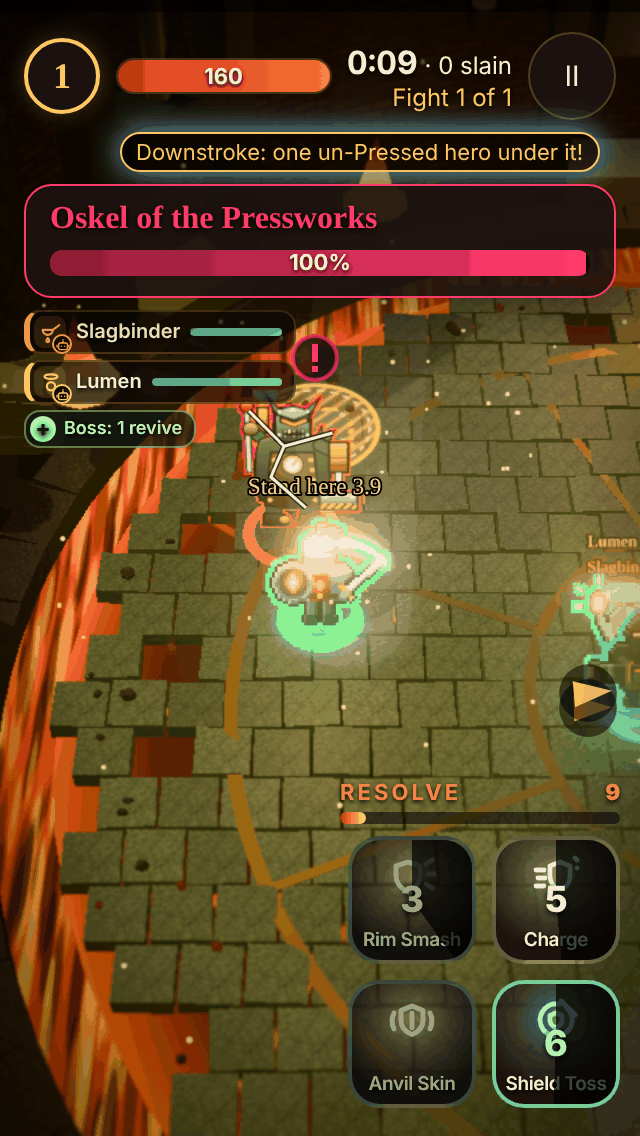 1
160
0:09 · 0 slain
Fight 1 of 1
Downstroke: one un-Pressed hero under it!
Oskel of the Pressworks
100%
Slagbinder
!
Lumen
Boss: 1 revive
Stand here 3.9
Lumen
RESOLVE 9
3
Rim Smash
5
Charge
Anvil Skin
6
Shield Toss